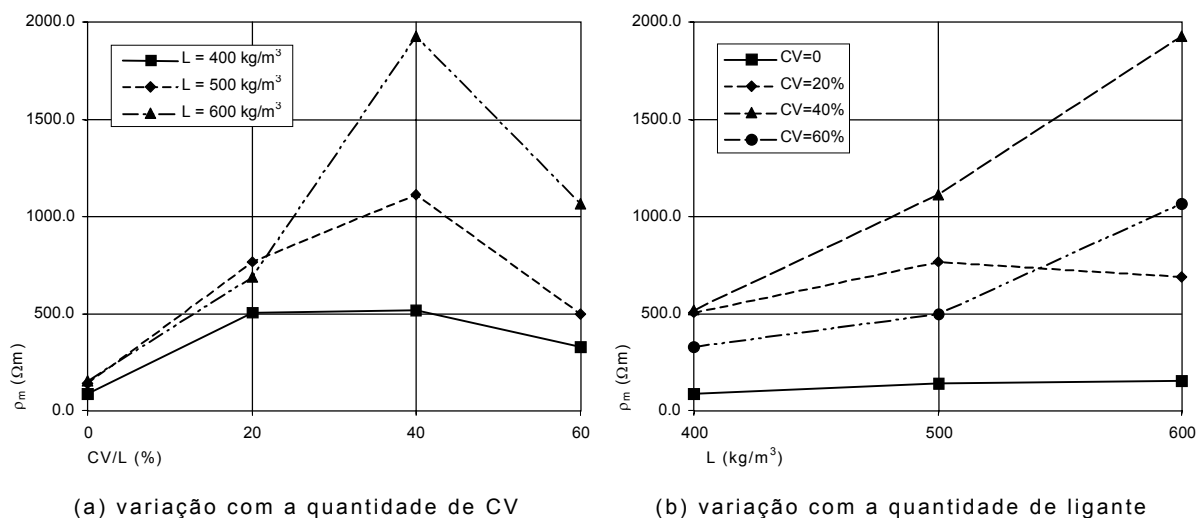 2000.0
1500.0
1000.0
500.0
0.0
ρm (Ωm)
L = 400 kg/m³
L = 500 kg/m³
L = 600 kg/m³
0 20 40 60
CV/L (%)
(a) variação com a quantidade de CV
2000.0
1500.0
1000.0
500.0
0.0
ρm (Ωm)
CV=0
CV=20%
CV=40%
CV=60%
400 500 600
L (kg/m³)
(b) variação com a quantidade de ligante